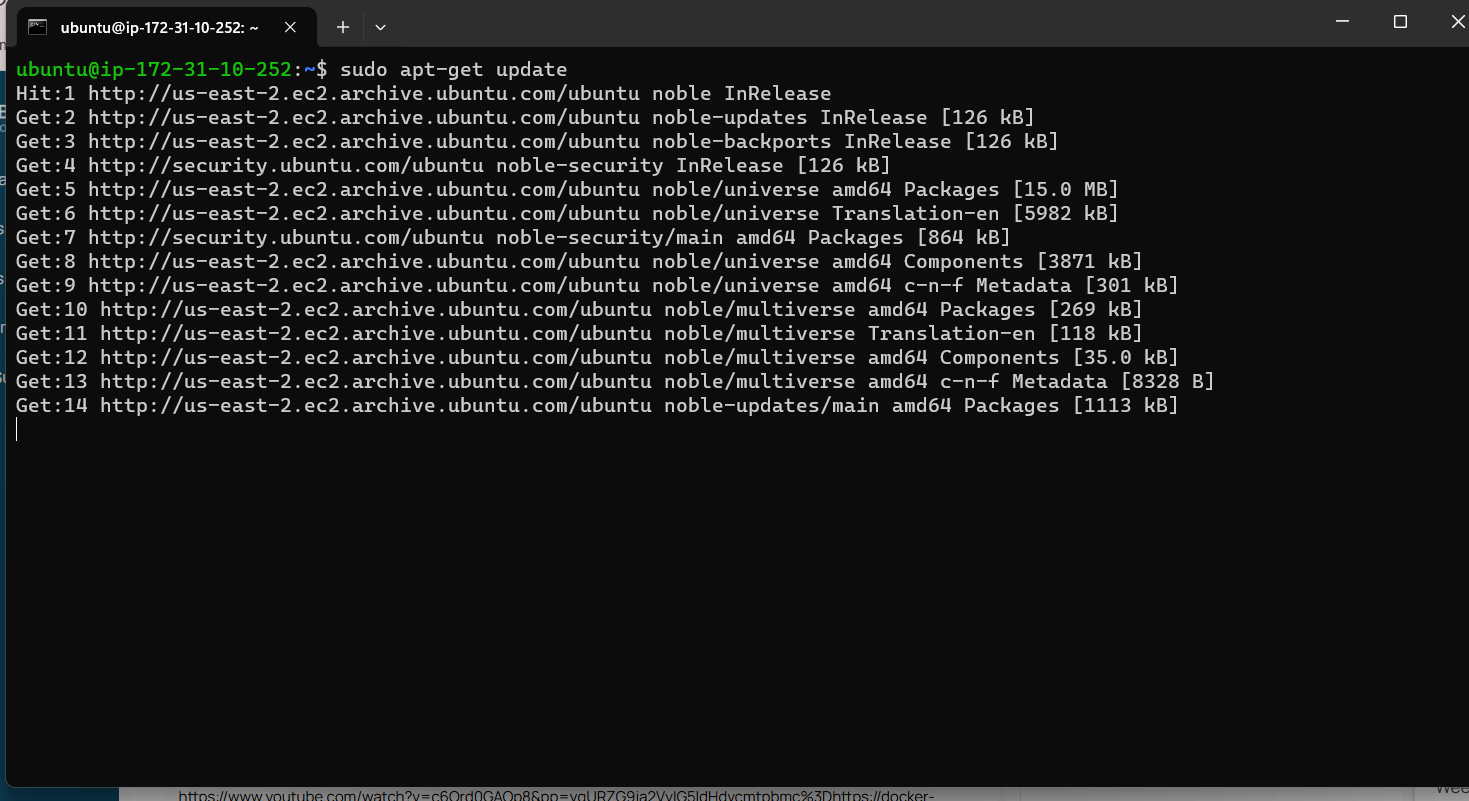 ubuntu@ip-172-31-10-252: ~
ubuntu@ip-172-31-10-252:~$ sudo apt-get update
Hit:1 http://us-east-2.ec2.archive.ubuntu.com/ubuntu noble InRelease
Get:2 http://us-east-2.ec2.archive.ubuntu.com/ubuntu noble-updates InRelease [126 kB]
Get:3 http://us-east-2.ec2.archive.ubuntu.com/ubuntu noble-backports InRelease [126 kB]
Get:4 http://security.ubuntu.com/ubuntu noble-security InRelease [126 kB]
Get:5 http://us-east-2.ec2.archive.ubuntu.com/ubuntu noble/universe amd64 Packages [15.0 MB]
Get:6 http://us-east-2.ec2.archive.ubuntu.com/ubuntu noble/universe Translation-en [5982 kB]
Get:7 http://security.ubuntu.com/ubuntu noble-security/main amd64 Packages [864 kB]
Get:8 http://us-east-2.ec2.archive.ubuntu.com/ubuntu noble/universe amd64 Components [3871 kB]
Get:9 http://us-east-2.ec2.archive.ubuntu.com/ubuntu noble/universe amd64 c-n-f Metadata [301 kB]
Get:10 http://us-east-2.ec2.archive.ubuntu.com/ubuntu noble/multiverse amd64 Packages [269 kB]
Get:11 http://us-east-2.ec2.archive.ubuntu.com/ubuntu noble/multiverse Translation-en [118 kB]
Get:12 http://us-east-2.ec2.archive.ubuntu.com/ubuntu noble/multiverse amd64 Components [35.0 kB]
Get:13 http://us-east-2.ec2.archive.ubuntu.com/ubuntu noble/multiverse amd64 c-n-f Metadata [8328 B]
Get:14 http://us-east-2.ec2.archive.ubuntu.com/ubuntu noble-updates/main amd64 Packages [1113 kB]